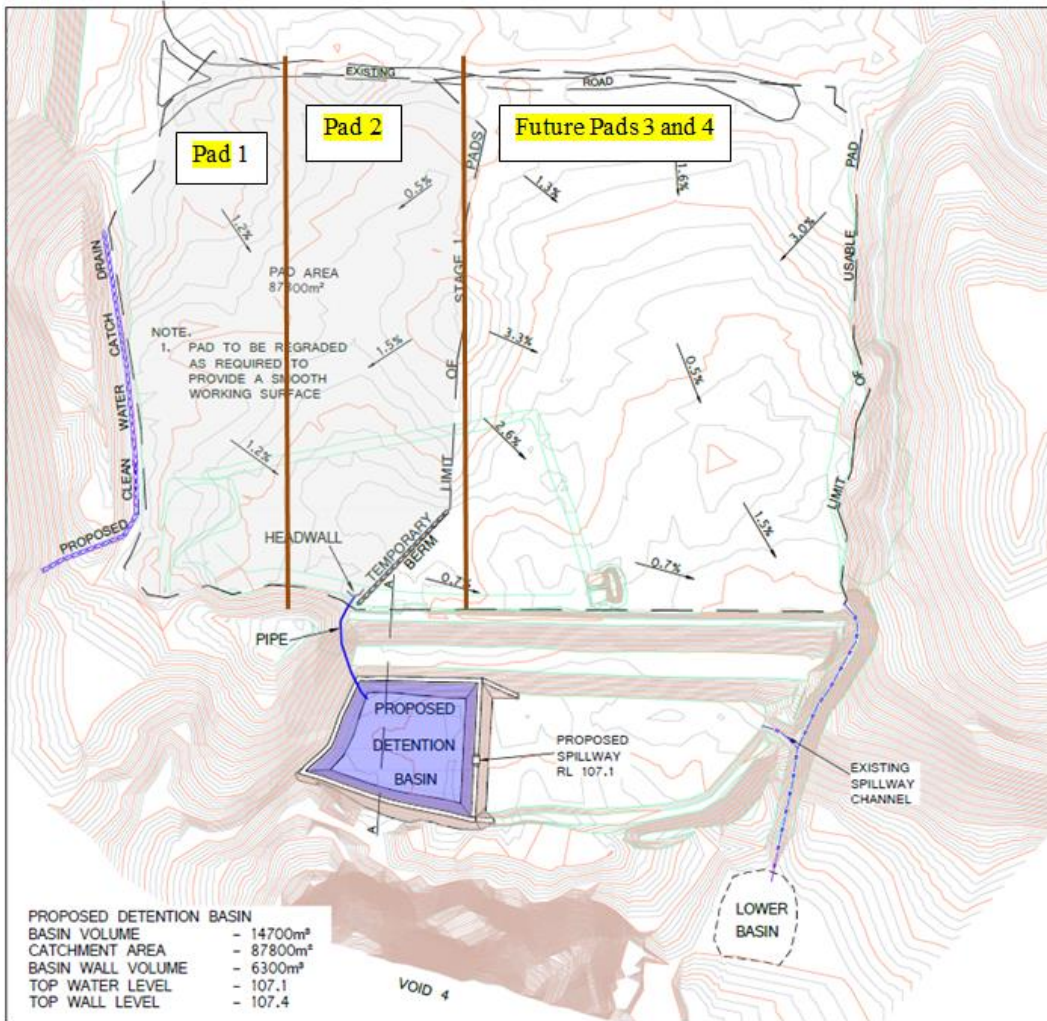 EXISTING
ROAD
Pad 1
Pad 2
Future Pads 3 and 4
PADS
1.2%
0.5%
1.3%
1.6%
3.0%
USABLE PAD
LIMIT OF STAGE 1
PAD AREA
87800m²
NOTE.
1. PAD TO BE REGRADED
AS REQUIRED TO
PROVIDE A SMOOTH
WORKING SURFACE
PROPOSED CLEAN WATER CATCH DRAIN
1.5%
3.3%
0.5%
LIMIT OF
1.2%
2.6%
1.5%
HEADWALL
TEMPORARY
BERM
A
0.7%
0.7%
PIPE
PROPOSED
DETENTION
BASIN
PROPOSED
SPILLWAY
RL 107.1
EXISTING
SPILLWAY
CHANNEL
A
LOWER
BASIN
PROPOSED DETENTION BASIN
BASIN VOLUME - 14700m³
CATCHMENT AREA - 87800m²
BASIN WALL VOLUME - 6300m³
TOP WATER LEVEL - 107.1
TOP WALL LEVEL - 107.4
VOID 4